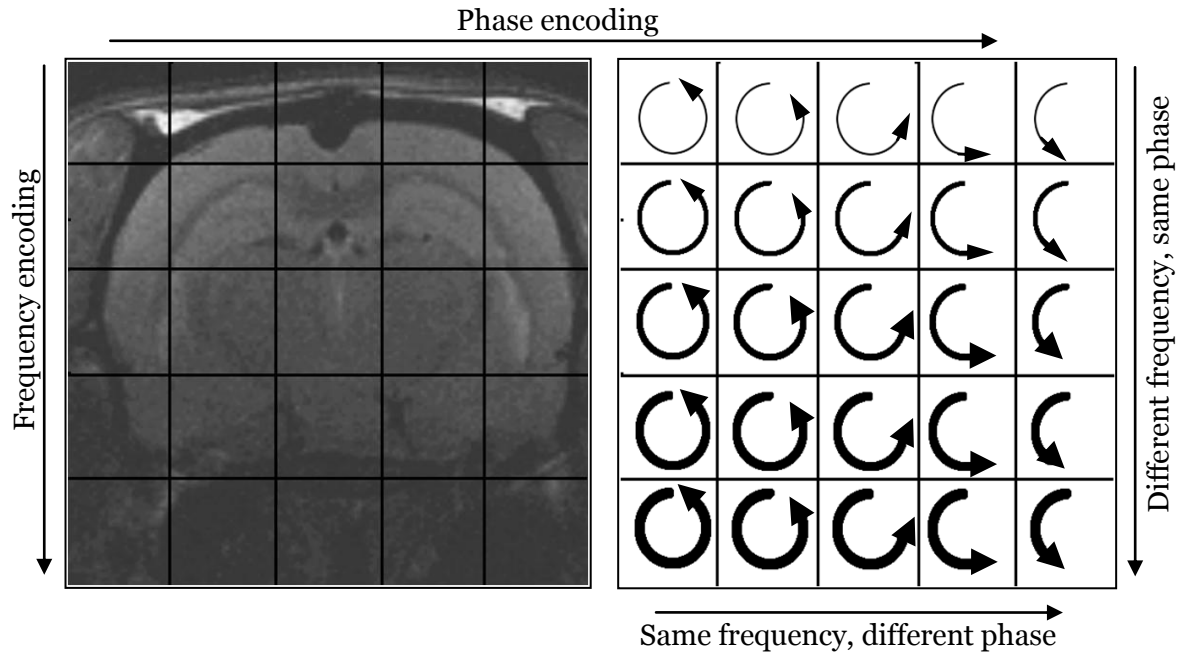 Phase encoding
Frequency encoding
Different frequency, same phase
Same frequency, different phase